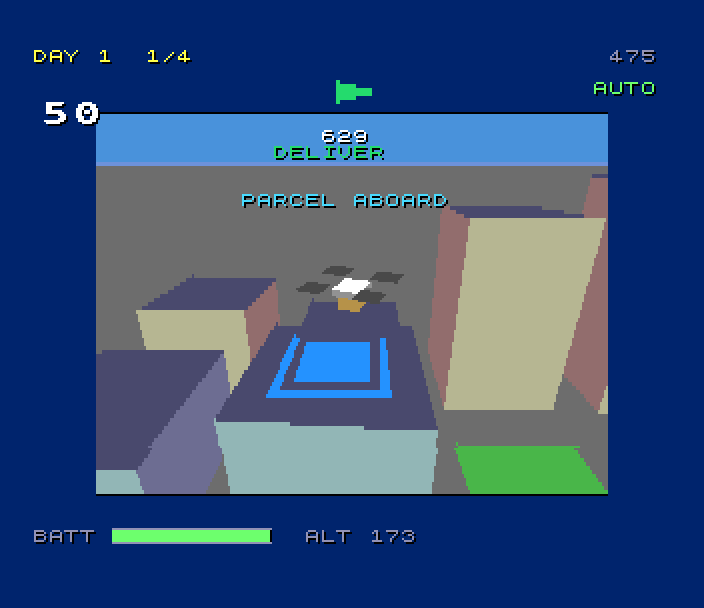 DAY 1 1/4
475
AUTO
50
629
DELIVER
PARCEL ABOARD
BATT
ALT 173